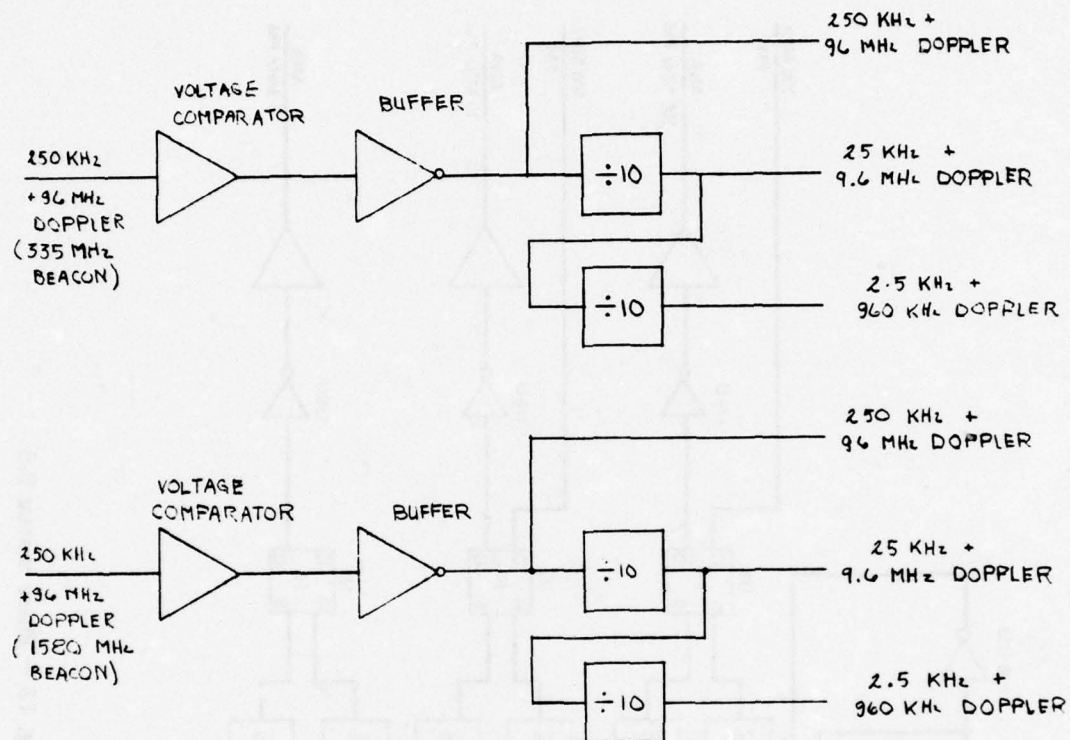 250 KHz +
96 MHz DOPPLER
VOLTAGE
COMPARATOR
BUFFER
250 KHz
+96 MHz
DOPPLER
(335 MHz
BEACON)
÷10
25 KHz +
9.6 MHz DOPPLER
÷10
2.5 KHz +
960 KHz DOPPLER
250 KHz +
96 MHz DOPPLER
VOLTAGE
COMPARATOR
BUFFER
250 KHz
+96 MHz
DOPPLER
(1580 MHz
BEACON)
÷10
25 KHz +
9.6 MHz DOPPLER
÷10
2.5 KHz +
960 KHz DOPPLER